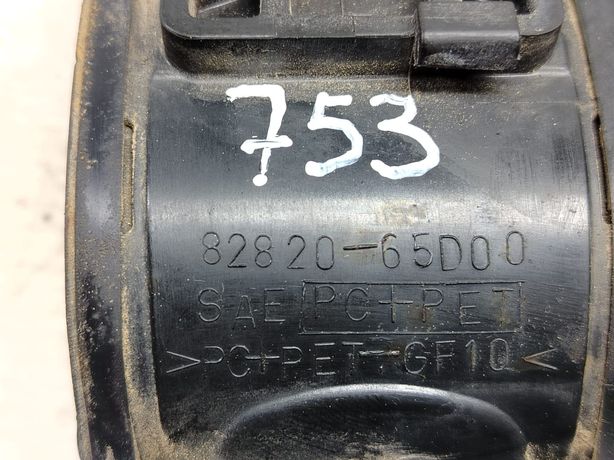 753
82820-65D00
SAE PC+PET
>PC+PET-GF10<